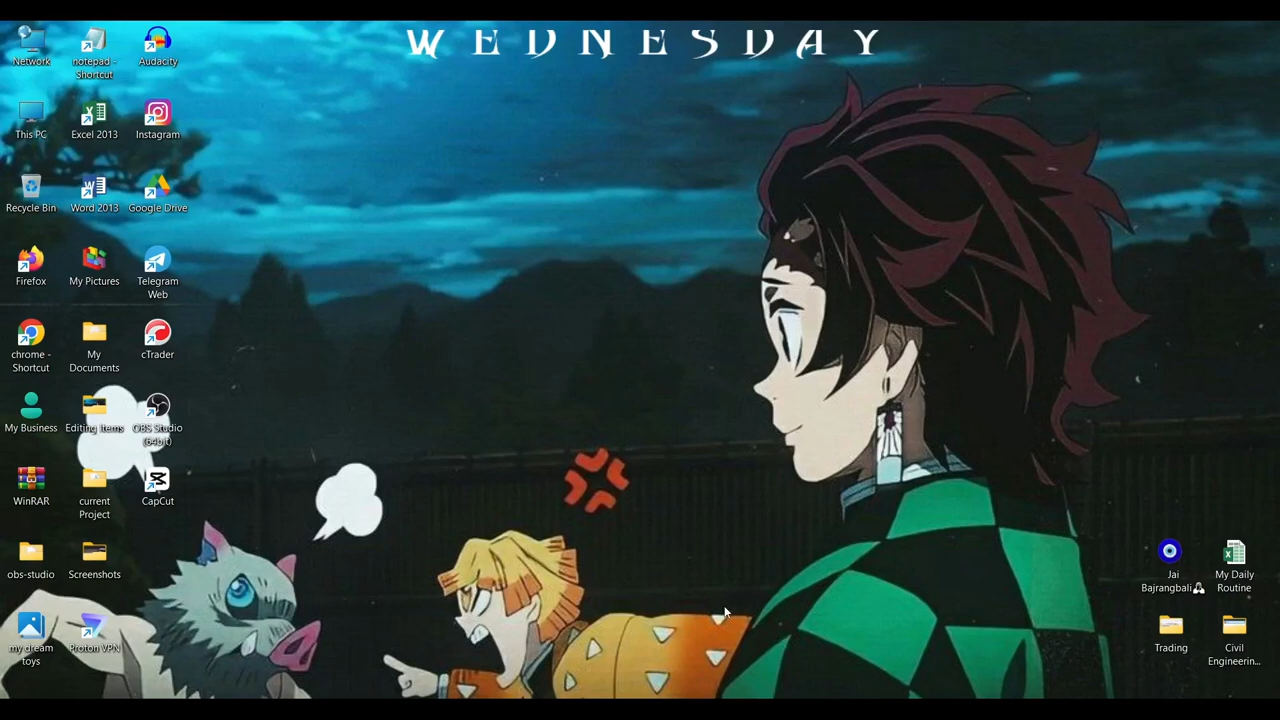 WEDNESDAY
Network
notepad -
Shortcut
Audacity
This PC
Excel 2013
Instagram
Recycle Bin
Word 2013
Google Drive
Firefox
My Pictures
Telegram
Web
chrome -
Shortcut
My
Documents
cTrader
My Business
Editing Items
OBS Studio
(64bit)
WinRAR
current
Project
CapCut
obs-studio
Screenshots
my dream
toys
Proton VPN
Jai
Bajrangbali
My Daily
Routine
Trading
Civil
Engineerin...